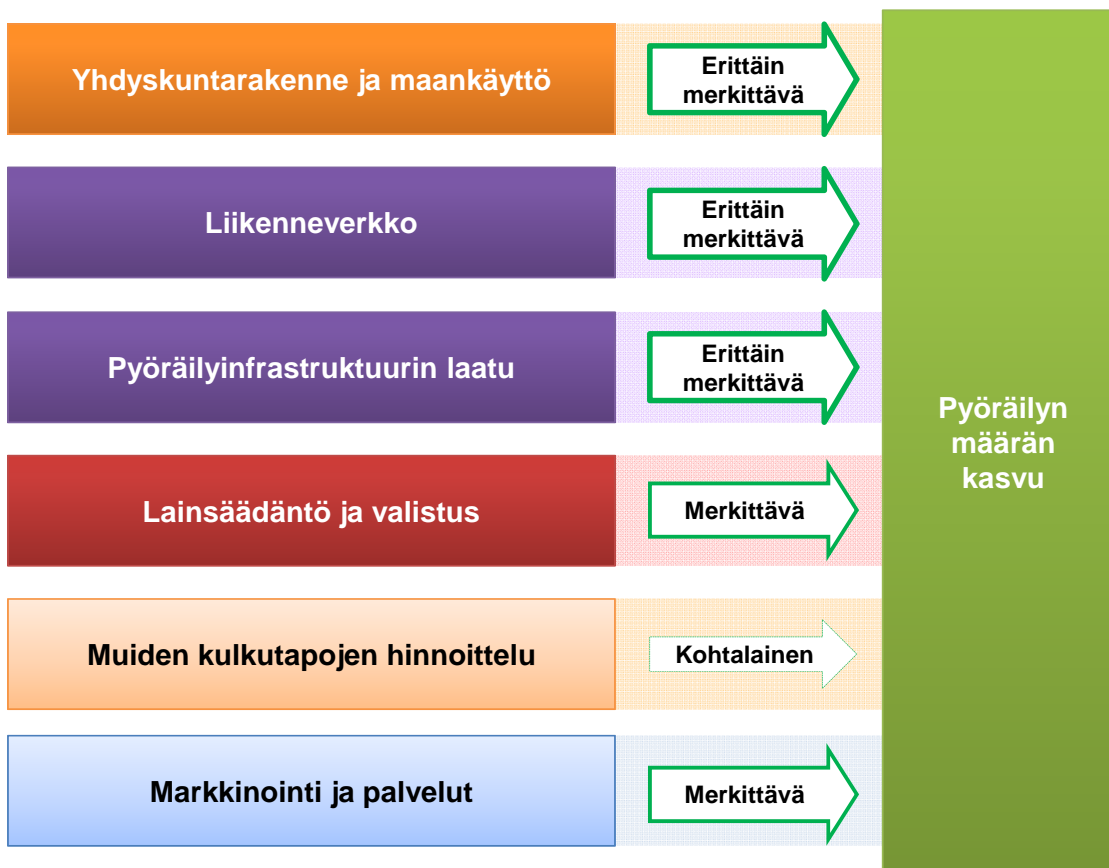 Yhdyskuntarakenne ja maankäyttö
Erittäin
merkittävä
Liikenneverkko
Erittäin
merkittävä
Pyöräilyinfrastruktuurin laatu
Erittäin
merkittävä
Lainsäädäntö ja valistus
Merkittävä
Muiden kulkutapojen hinnoittelu
Kohtalainen
Markkinointi ja palvelut
Merkittävä
Pyöräilyn
määrän
kasvu